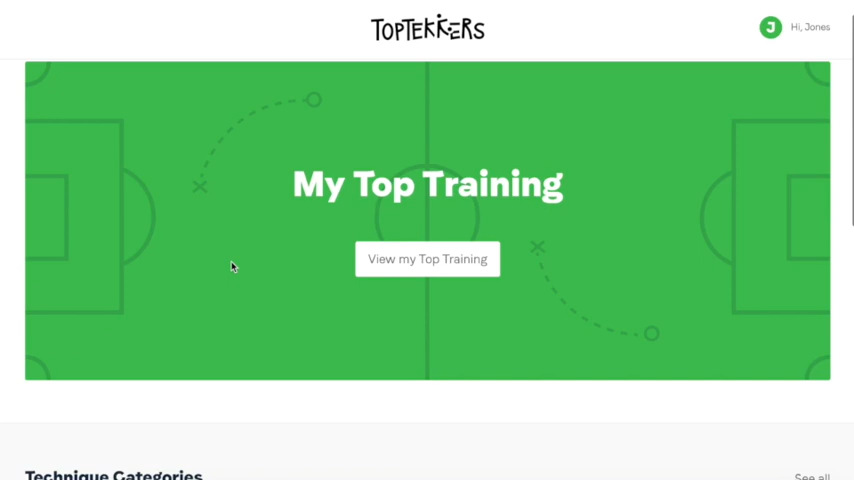 TOPTEKKERS
J
Hi, Jones
My Top Training
View my Top Training
Technique Categories
See all